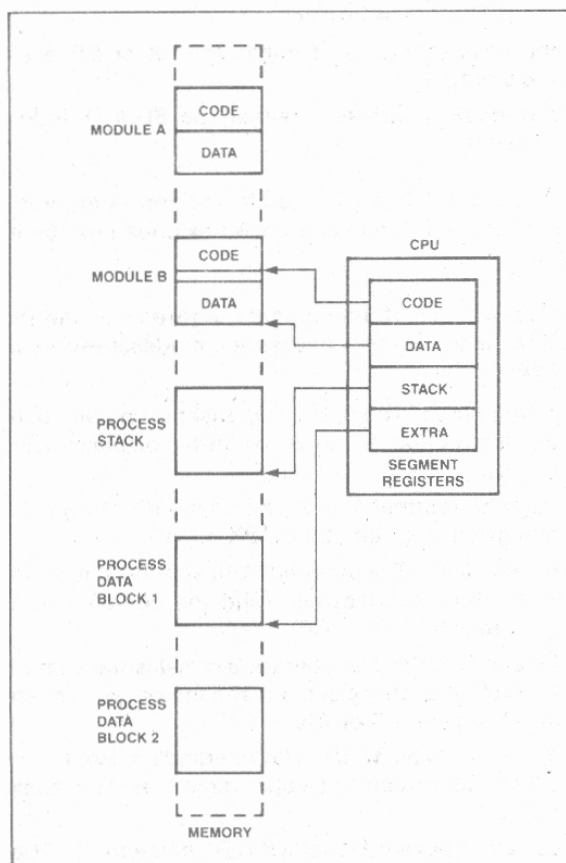 CODE
MODULE A
DATA
CODE
MODULE B
DATA
PROCESS
STACK
PROCESS
DATA
BLOCK 1
PROCESS
DATA
BLOCK 2
MEMORY
CPU
CODE
DATA
STACK
EXTRA
SEGMENT
REGISTERS